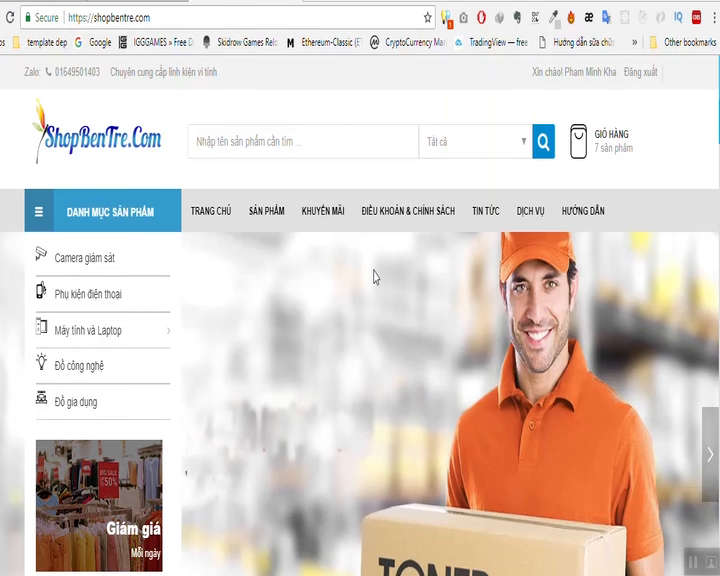 Secure https://shopbentre.com
template dep Google IGGGAMES » Free D Skidrow Games Relo Ethereum-Classic (ET CryptoCurrency Mar TradingView — free Hướng dẫn sửa chữ » Other bookmarks
Zalo: 01649501403 Chuyên cung cấp linh kiện vi tính Xin chào! Pham Minh Kha Đăng xuất
ShopBenTre.Com
Nhập tên sản phẩm cần tìm ... Tất cả
GIỎ HÀNG
7 sản phẩm
DANH MỤC SẢN PHẨM TRANG CHỦ SẢN PHẨM KHUYẾN MÃI ĐIỀU KHOẢN & CHÍNH SÁCH TIN TỨC DỊCH VỤ HƯỚNG DẪN
Camera giám sát
Phụ kiện điện thoại
Máy tính và Laptop
Đồ công nghệ
Đồ gia dụng
BIG SALE
50%
Giảm giá
Mỗi ngày
TONER